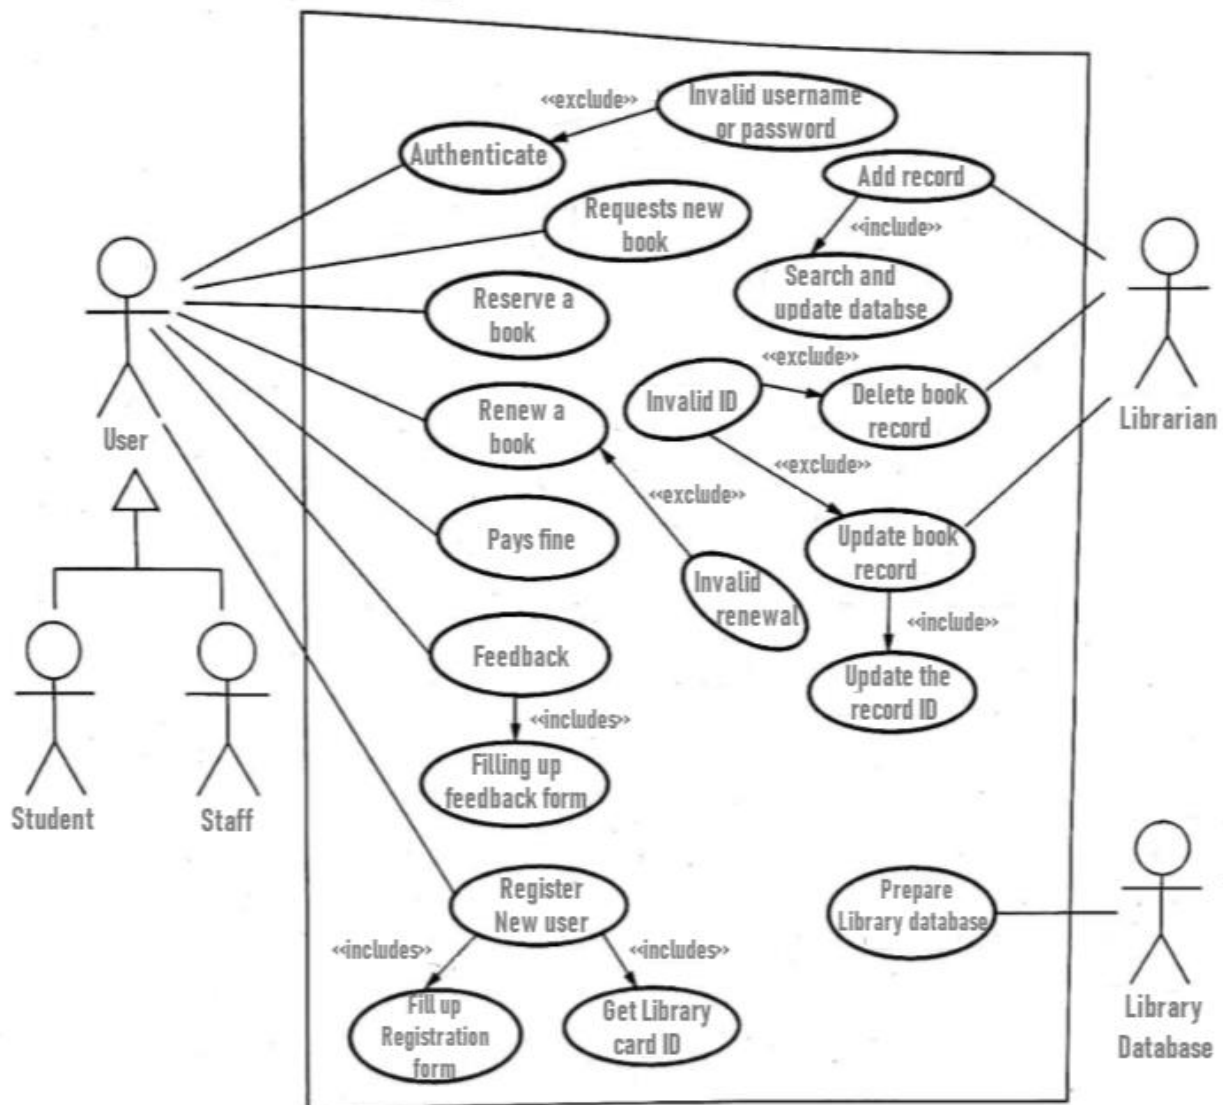 <<exclude>>
Invalid username
or password
Authenticate
Add record
Requests new
book
<<include>>
Search and
update databse
Reserve a
book
<<exclude>>
Invalid ID
Delete book
record
Renew a
book
User
Librarian
<<exclude>>
<<exclude>>
Pays fine
Update book
record
Invalid
renewal
<<include>>
Feedback
Update the
record ID
<<includes>>
Filling up
feedback form
Student
Staff
Register
New user
Prepare
Library database
<<includes>>
<<includes>>
Fill up
Registration
form
Get Library
card ID
Library
Database